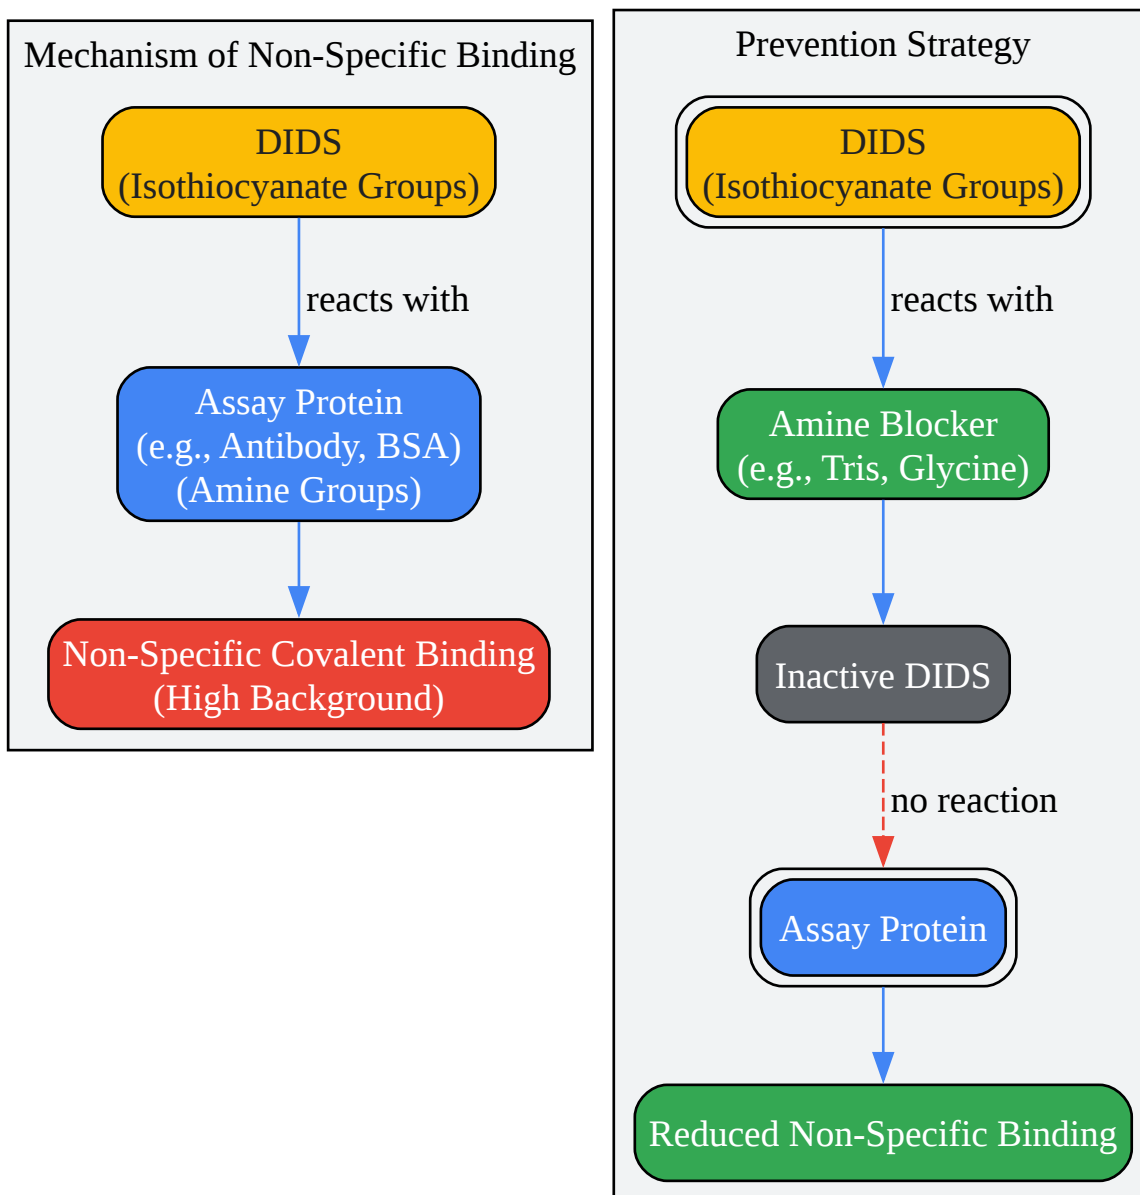 Mechanism of Non-Specific Binding
DIDS
(Isothiocyanate Groups)
reacts with
Assay Protein
(e.g., Antibody, BSA)
(Amine Groups)
Non-Specific Covalent Binding
(High Background)
Prevention Strategy
DIDS
(Isothiocyanate Groups)
reacts with
Amine Blocker
(e.g., Tris, Glycine)
Inactive DIDS
no reaction
Assay Protein
Reduced Non-Specific Binding